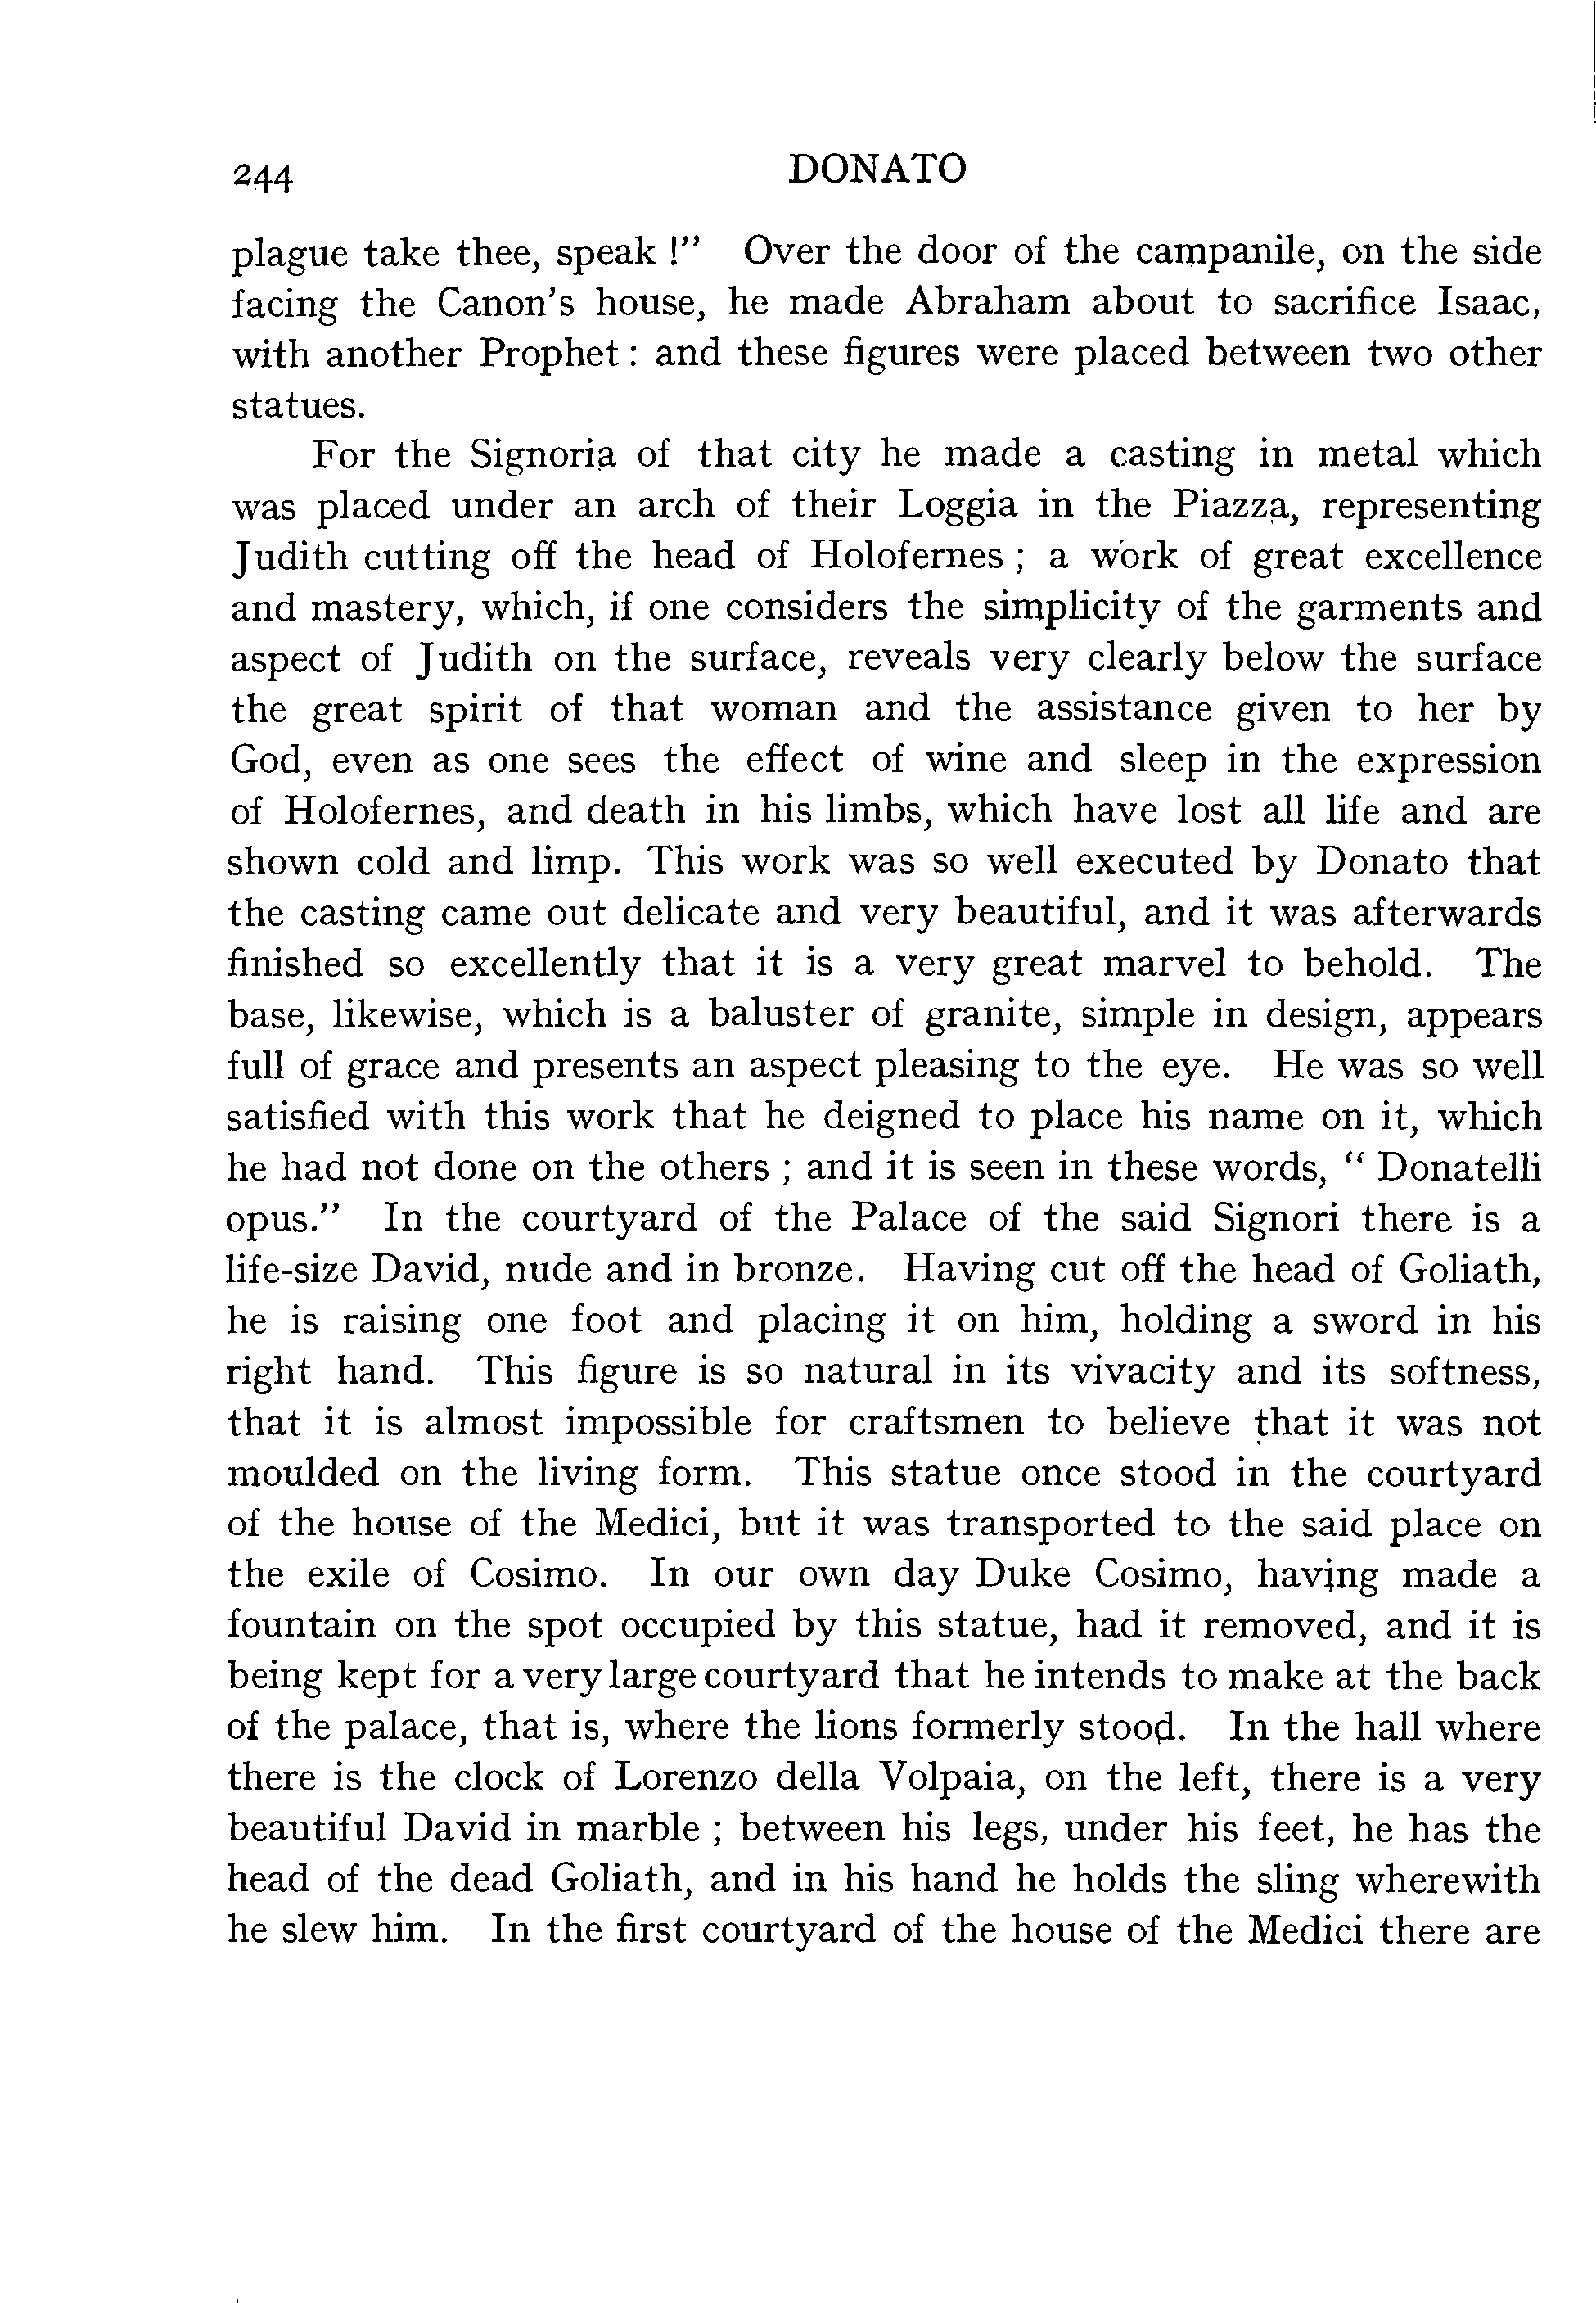 244 DONATO
plague take thee, speak !” Over the door of the campanile, on the side
facing the Canon’s house, he made Abraham about to sacrifice Isaac,
with another Prophet : and these figures were placed between two other
statues.
For the Signoria of that city he made a casting in metal which
was placed under an arch of their Loggia in the Piazza, representing
Judith cutting off the head of Holofernes ; a work of great excellence
and mastery, which, if one considers the simplicity of the garments and
aspect of Judith on the surface, reveals very clearly below the surface
the great spirit of that woman and the assistance given to her by
God, even as one sees the effect of wine and sleep in the expression
of Holofernes, and death in his limbs, which have lost all life and are
shown cold and limp. This work was so well executed by Donato that
the casting came out delicate and very beautiful, and it was afterwards
finished so excellently that it is a very great marvel to behold. The
base, likewise, which is a baluster of granite, simple in design, appears
full of grace and presents an aspect pleasing to the eye. He was so well
satisfied with this work that he deigned to place his name on it, which
he had not done on the others ; and it is seen in these words, “ Donatelli
opus.” In the courtyard of the Palace of the said Signori there is a
life-size David, nude and in bronze. Having cut off the head of Goliath,
he is raising one foot and placing it on him, holding a sword in his
right hand. This figure is so natural in its vivacity and its softness,
that it is almost impossible for craftsmen to believe that it was not
moulded on the living form. This statue once stood in the courtyard
of the house of the Medici, but it was transported to the said place on
the exile of Cosimo. In our own day Duke Cosimo, having made a
fountain on the spot occupied by this statue, had it removed, and it is
being kept for a very large courtyard that he intends to make at the back
of the palace, that is, where the lions formerly stood. In the hall where
there is the clock of Lorenzo della Volpaia, on the left, there is a very
beautiful David in marble ; between his legs, under his feet, he has the
head of the dead Goliath, and in his hand he holds the sling wherewith
he slew him. In the first courtyard of the house of the Medici there are